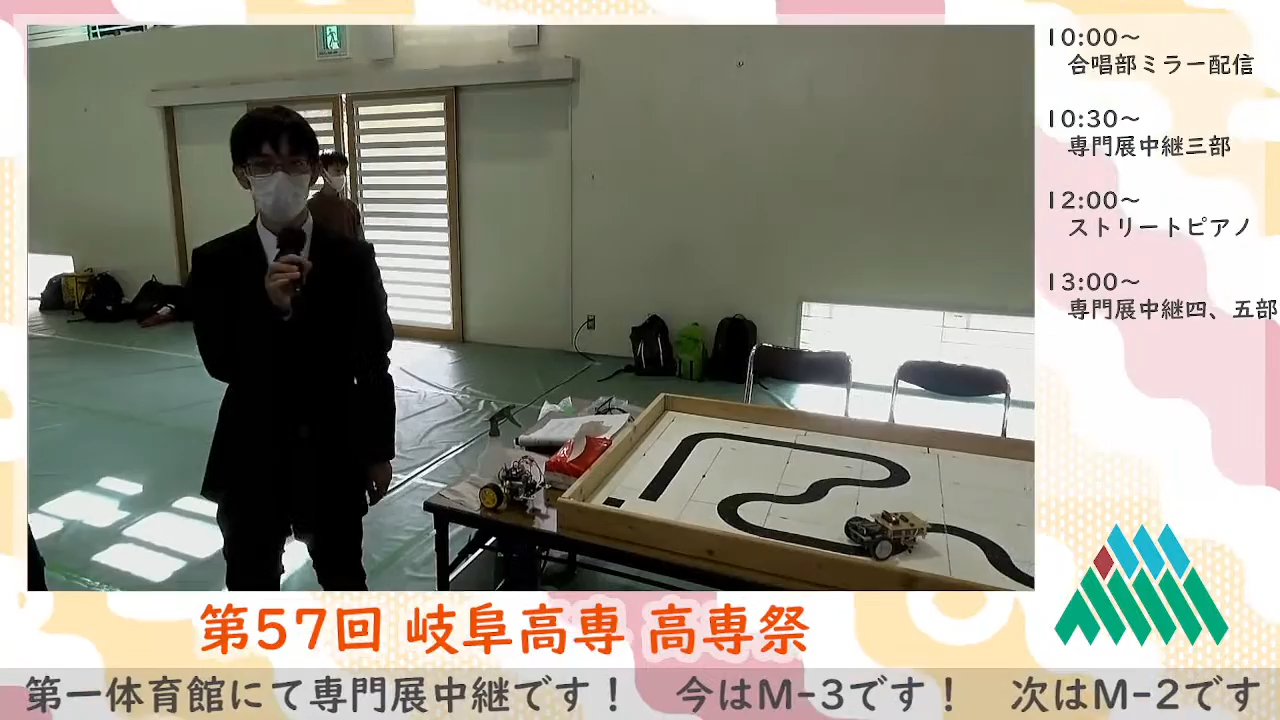 10:00～
合唱部ミラー配信
10:30～
専門展中継三部
12:00～
ストリートピアノ
13:00～
専門展中継四、五部
第57回 岐阜高専 高専祭
第一体育館にて専門展中継です！　今はM-3です！　次はM-2です